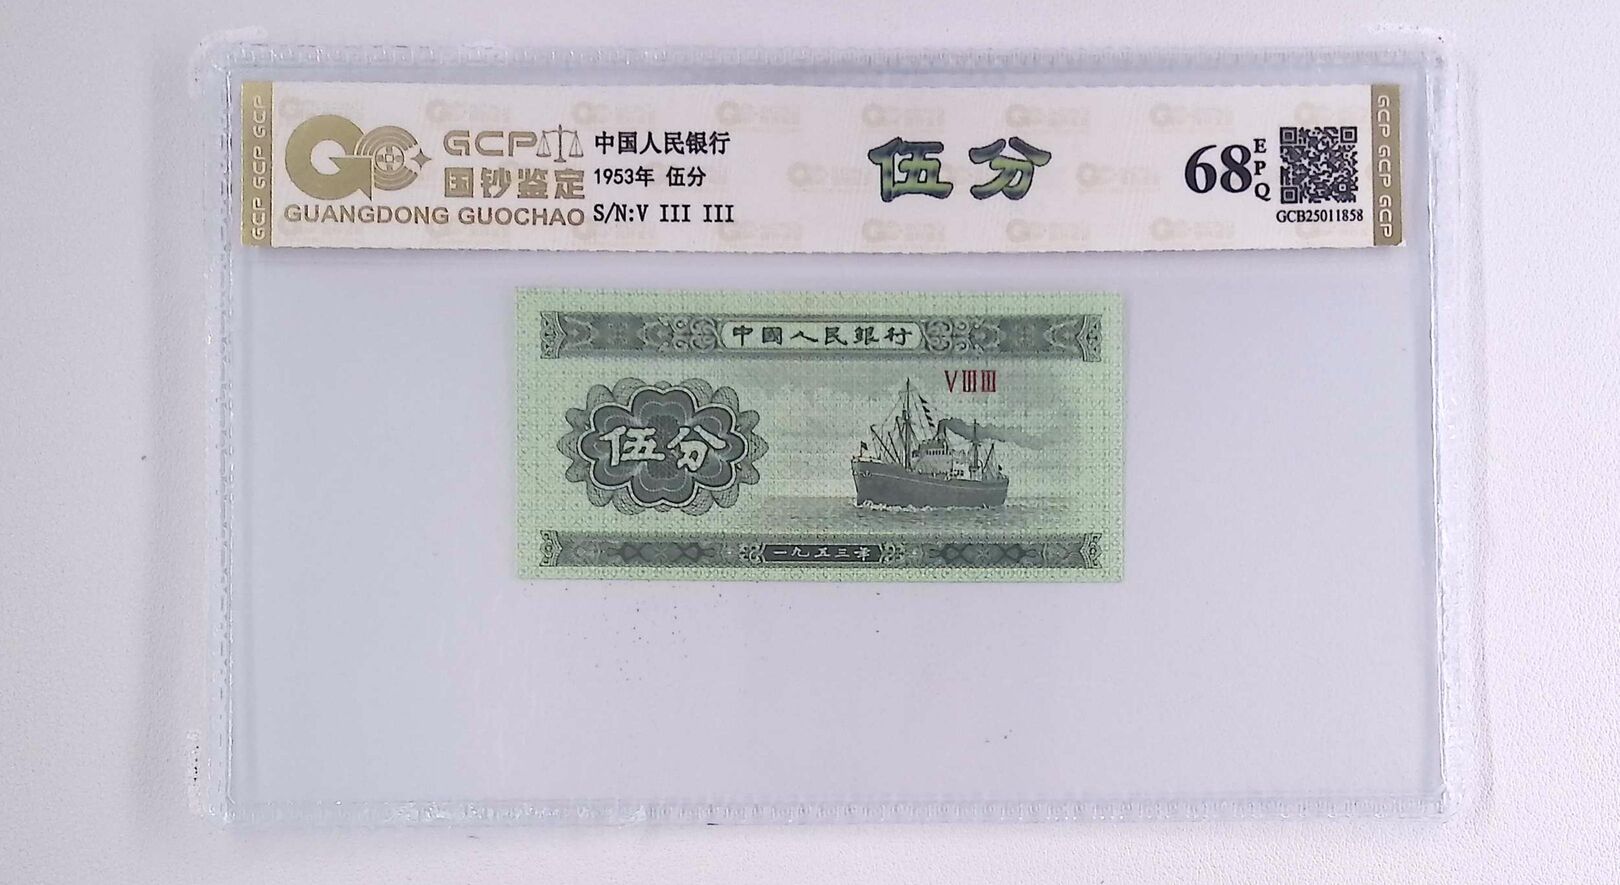 GCP
国钞鉴定
GUANGDONG GUOCHAO
中国人民银行
1953年 伍分
S/N:V III III
伍分
68 EPQ
GCB25011858
GCP GCP GCP
GCP GCP GCP
中國人民銀行
V III III
伍分
一九五三年